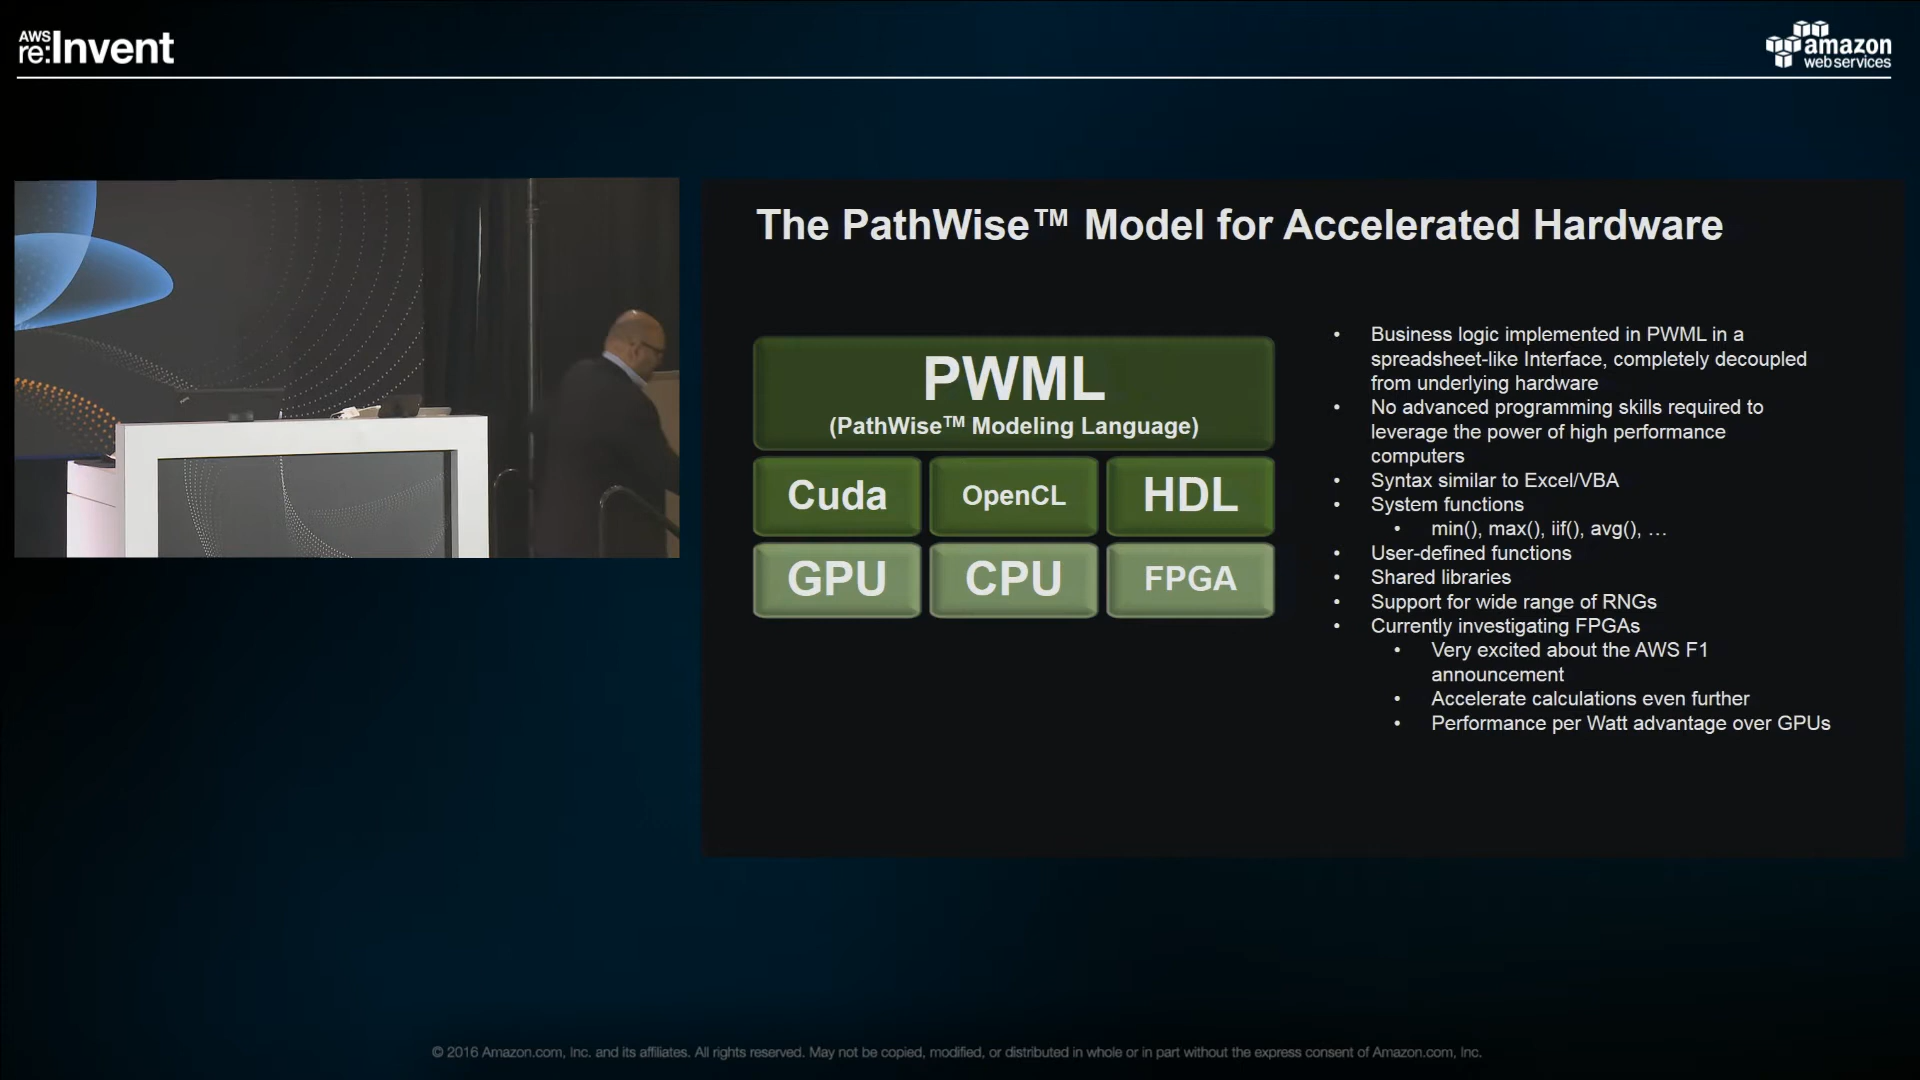 AWS
re:Invent
amazon
web services
The PathWise™ Model for Accelerated Hardware
PWML
(PathWise™ Modeling Language)
Cuda
OpenCL
HDL
GPU
CPU
FPGA
• Business logic implemented in PWML in a
spreadsheet-like Interface, completely decoupled
from underlying hardware
• No advanced programming skills required to
leverage the power of high performance
computers
• Syntax similar to Excel/VBA
• System functions
• min(), max(), iif(), avg(), …
• User-defined functions
• Shared libraries
• Support for wide range of RNGs
• Currently investigating FPGAs
• Very excited about the AWS F1
announcement
• Accelerate calculations even further
• Performance per Watt advantage over GPUs
© 2016 Amazon.com, Inc. and its affiliates. All rights reserved. May not be copied, modified, or distributed in whole or in part without the express consent of Amazon.com, Inc.